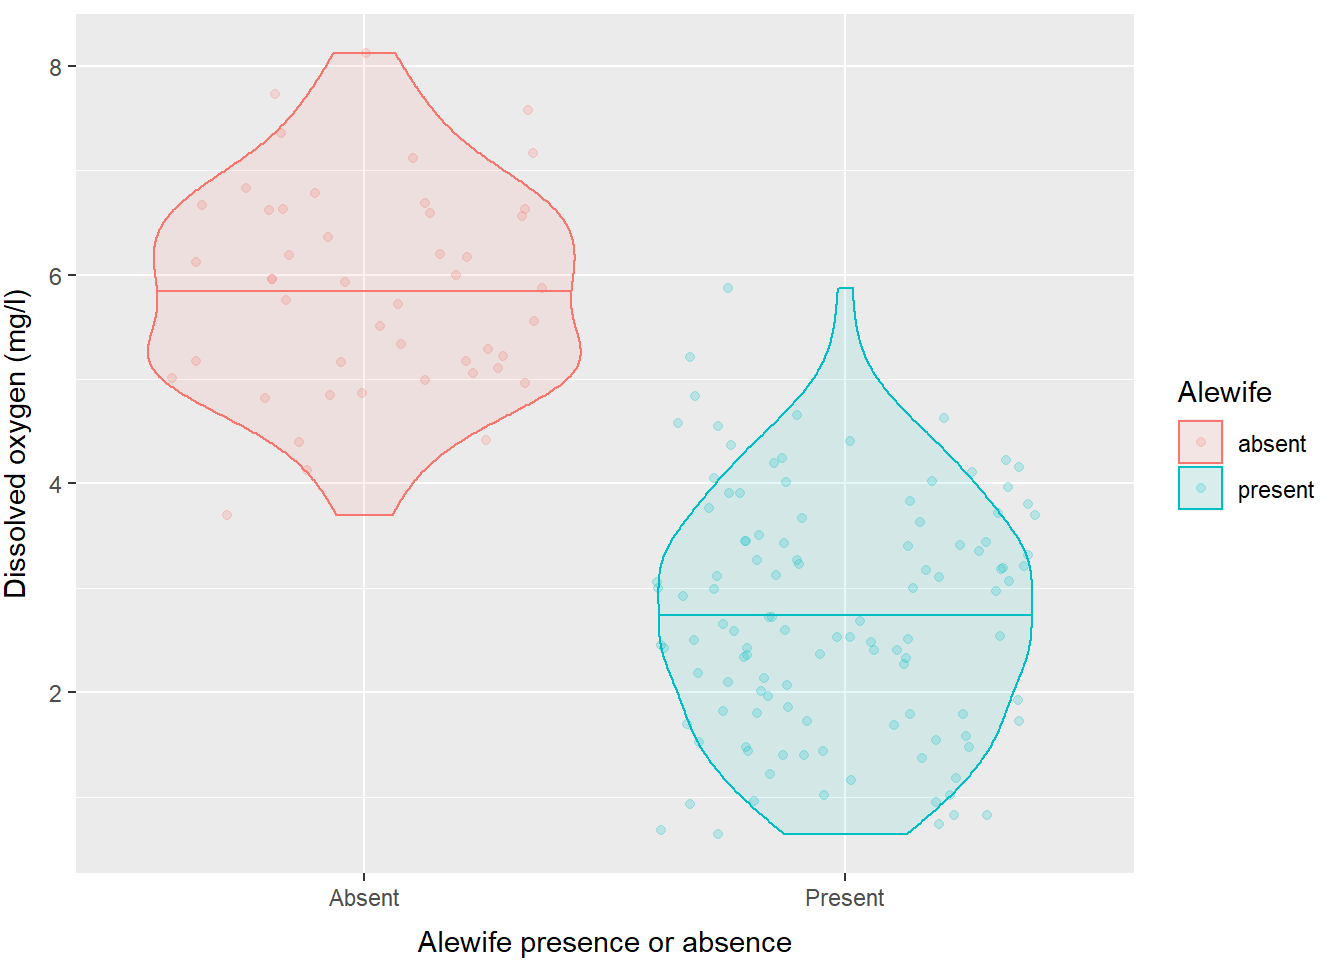 Dissolved oxygen (mg/l)
8
6
4
2
Absent
Present
Alewife presence or absence
Alewife
absent
present